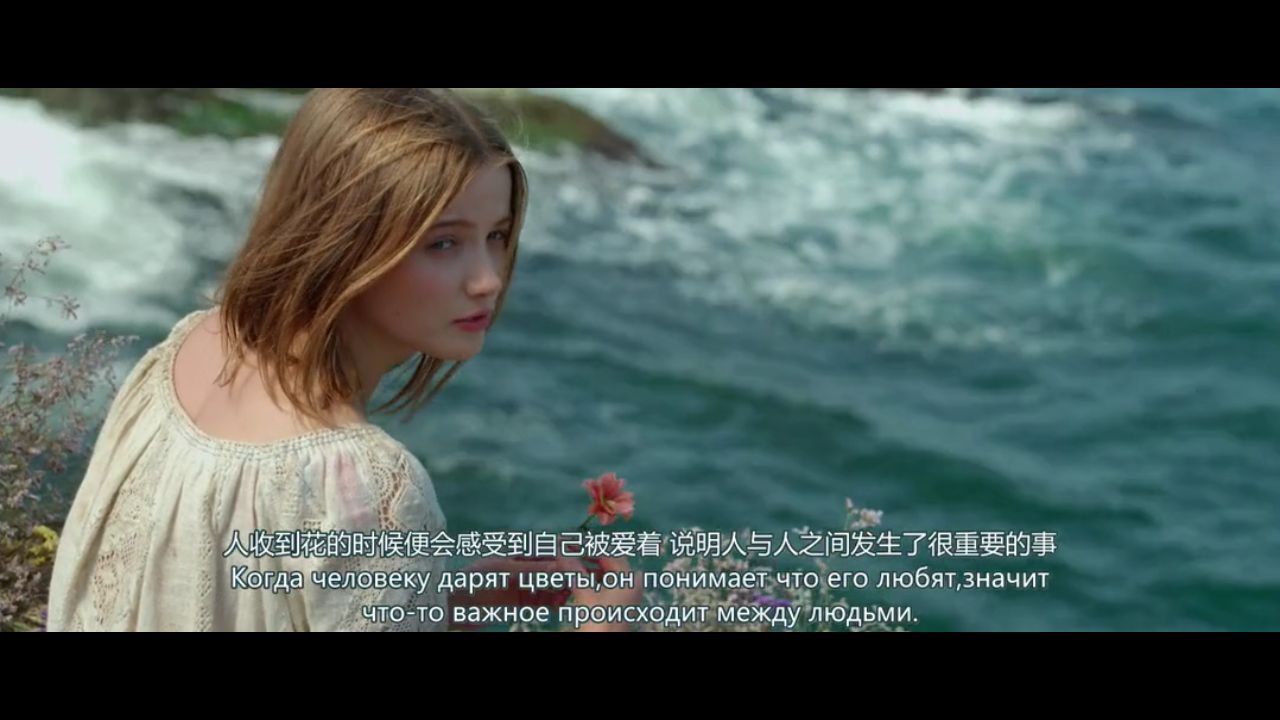 人收到花的时候便会感受到自己被爱着 说明人与人之间发生了很重要的事
Когда человеку дарят цветы,он понимает что его любят,значит
что-то важное происходит между людьми.